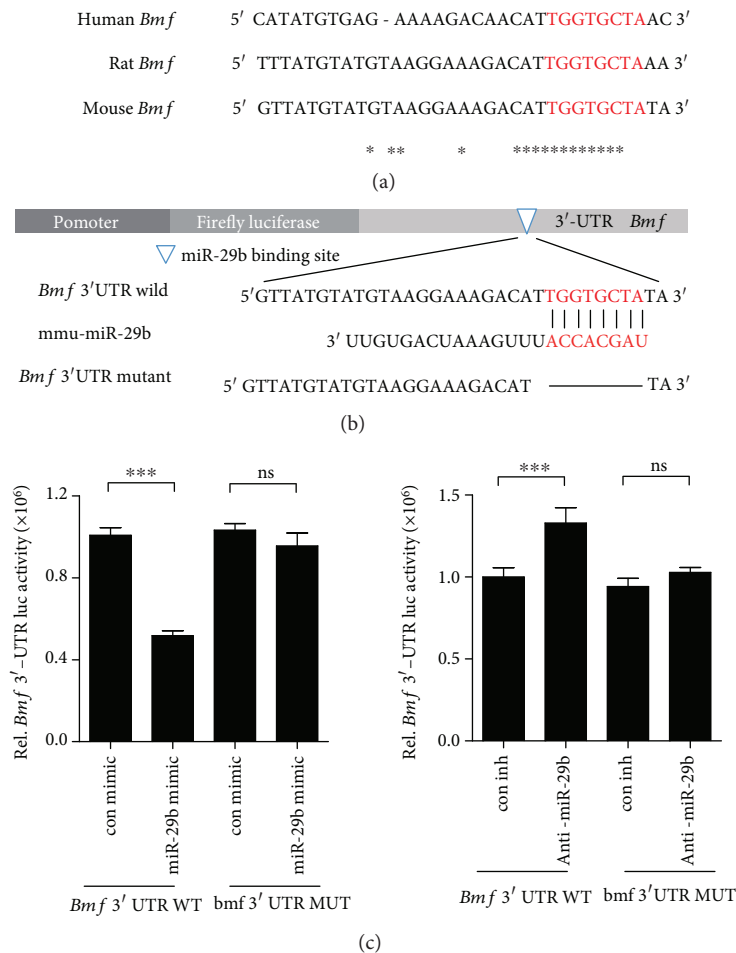 Human Bmf 5′ CATATGTGAG - AAAAGACAACATTGGTGCTAAC 3′
Rat Bmf 5′ TTTATGTATGTAAGGAAAGACATTGGTGCTAAA 3′
Mouse Bmf 5′ GTTATGTATGTAAGGAAAGACATTGGTGCTATA 3′
* ** * ************
(a)
Pomoter Firefly luciferase 3′-UTR Bmf
miR-29b binding site
Bmf 3′UTR wild 5′GTTATGTATGTAAGGAAAGACATTGGTGCTATA 3′
mmu-miR-29b 3′ UUGUGACUAAAGUUUACCACGAU
Bmf 3′UTR mutant 5′ GTTATGTATGTAAGGAAAGACAT TA 3′
(b)
Rel. Bmf 3′–UTR luc activity (×10⁶)
1.2
0.8
0.4
0.0
*** ns
con mimic
miR-29b mimic
con mimic
miR-29b mimic
Bmf 3′ UTR WT bmf 3′ UTR MUT
Rel. Bmf 3′–UTR luc activity (×10⁶)
1.5
1.0
0.5
0.0
*** ns
con inh
Anti -miR-29b
con inh
Anti -miR-29b
Bmf 3′ UTR WT bmf 3′UTR MUT
(c)